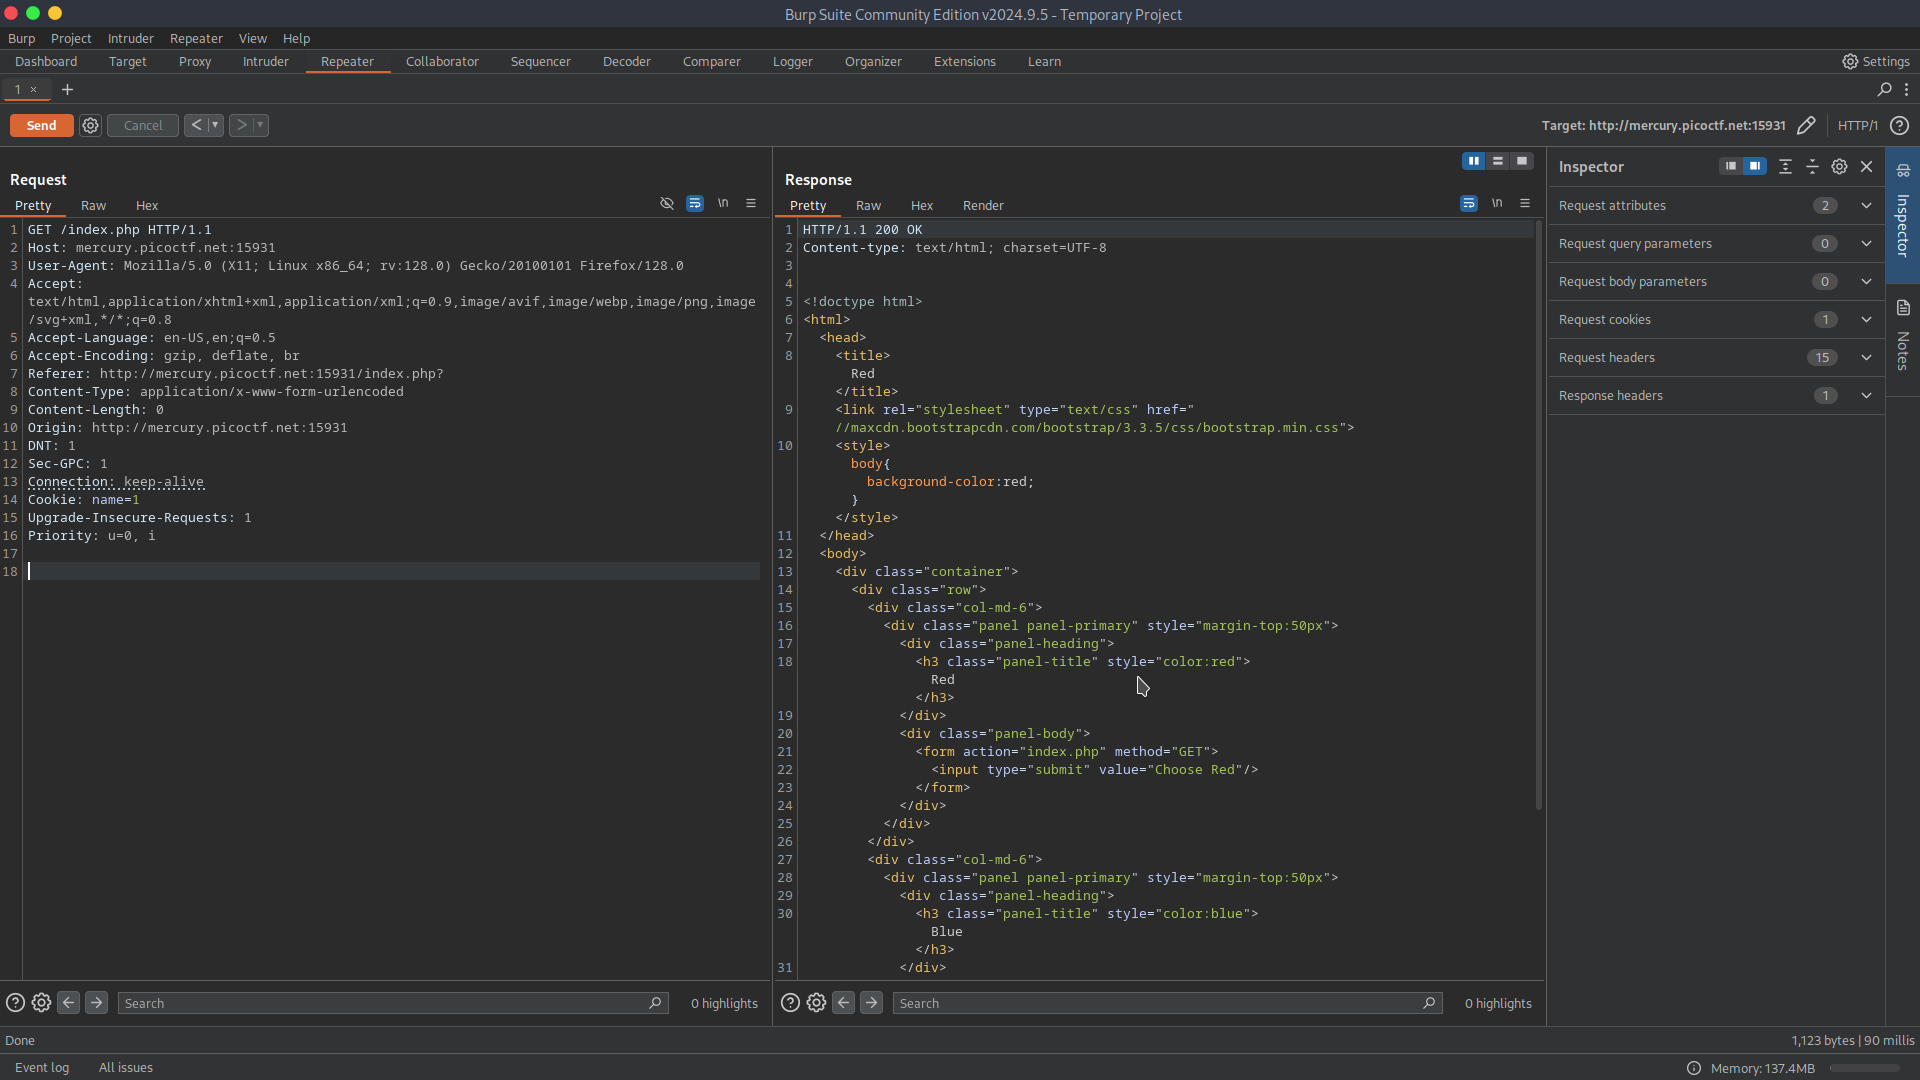 Burp Suite Community Edition v2024.9.5 - Temporary Project
Burp Project Intruder Repeater View Help
Dashboard Target Proxy Intruder Repeater Collaborator Sequencer Decoder Comparer Logger Organizer Extensions Learn Settings
1 × +
Send Cancel < > Target: http://mercury.picoctf.net:15931 HTTP/1 ?
Request
Pretty Raw Hex \n
1 GET /index.php HTTP/1.1
2 Host: mercury.picoctf.net:15931
3 User-Agent: Mozilla/5.0 (X11; Linux x86_64; rv:128.0) Gecko/20100101 Firefox/128.0
4 Accept:
text/html,application/xhtml+xml,application/xml;q=0.9,image/avif,image/webp,image/png,image
/svg+xml,*/*;q=0.8
5 Accept-Language: en-US,en;q=0.5
6 Accept-Encoding: gzip, deflate, br
7 Referer: http://mercury.picoctf.net:15931/index.php?
8 Content-Type: application/x-www-form-urlencoded
9 Content-Length: 0
10 Origin: http://mercury.picoctf.net:15931
11 DNT: 1
12 Sec-GPC: 1
13 Connection: keep-alive
14 Cookie: name=1
15 Upgrade-Insecure-Requests: 1
16 Priority: u=0, i
17
18
Search 0 highlights
Response
Pretty Raw Hex Render \n
1 HTTP/1.1 200 OK
2 Content-type: text/html; charset=UTF-8
3
4
5 <!doctype html>
6 <html>
7 <head>
8 <title>
Red
</title>
9 <link rel="stylesheet" type="text/css" href="
//maxcdn.bootstrapcdn.com/bootstrap/3.3.5/css/bootstrap.min.css">
10 <style>
body{
background-color:red;
}
</style>
11 </head>
12 <body>
13 <div class="container">
14 <div class="row">
15 <div class="col-md-6">
16 <div class="panel panel-primary" style="margin-top:50px">
17 <div class="panel-heading">
18 <h3 class="panel-title" style="color:red">
Red
</h3>
19 </div>
20 <div class="panel-body">
21 <form action="index.php" method="GET">
22 <input type="submit" value="Choose Red"/>
23 </form>
24 </div>
25 </div>
26 </div>
27 <div class="col-md-6">
28 <div class="panel panel-primary" style="margin-top:50px">
29 <div class="panel-heading">
30 <h3 class="panel-title" style="color:blue">
Blue
</h3>
31 </div>
Search 0 highlights
Inspector
Request attributes 2
Request query parameters 0
Request body parameters 0
Request cookies 1
Request headers 15
Response headers 1
Inspector
Notes
Done 1,123 bytes | 90 millis
Event log All issues Memory: 137.4MB